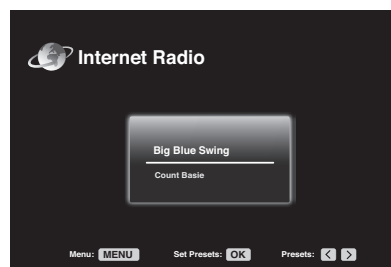 Internet Radio
Big Blue Swing
Count Basie
Menu: MENU Set Presets: OK Presets: < >